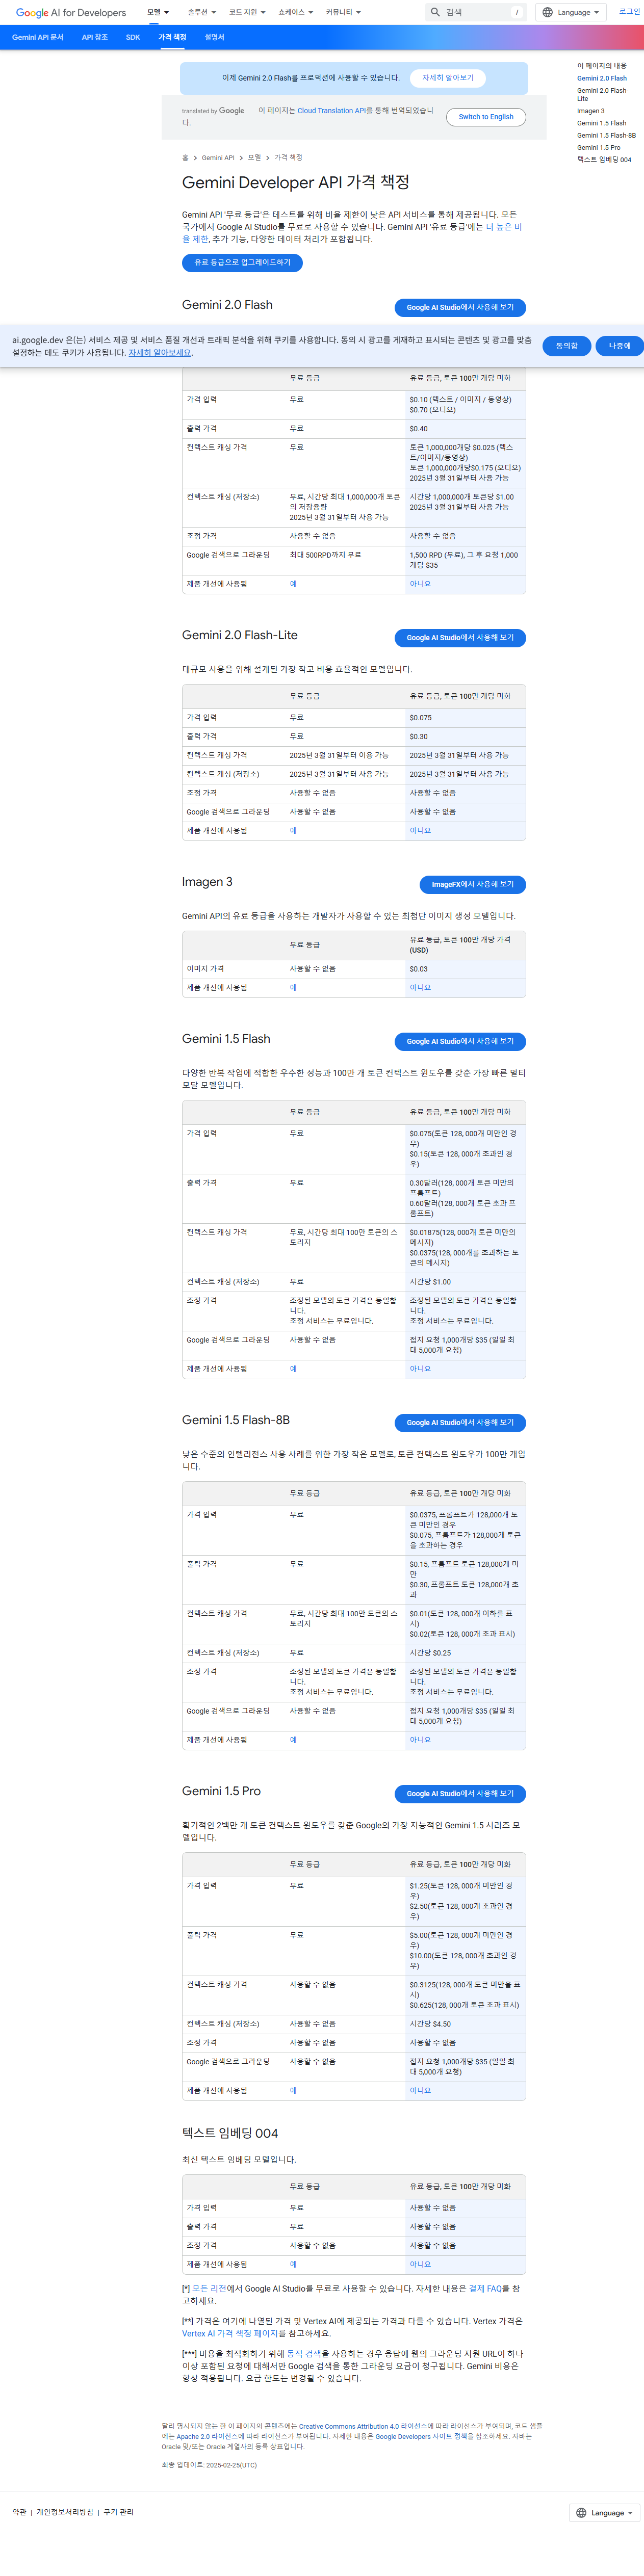 Google AI for Developers 모델 솔루션 코드 지원 쇼케이스 커뮤니티 검색 / Language 로그인
Gemini API 문서 API 참조 SDK 가격 책정 설명서
이제 Gemini 2.0 Flash를 프로덕션에 사용할 수 있습니다. 자세히 알아보기
translated by Google 이 페이지는 Cloud Translation API를 통해 번역되었습니
다.
Switch to English
이 페이지의 내용
Gemini 2.0 Flash
Gemini 2.0 Flash-
Lite
Imagen 3
Gemini 1.5 Flash
Gemini 1.5 Flash-8B
Gemini 1.5 Pro
텍스트 임베딩 004
홈 > Gemini API > 모델 > 가격 책정
Gemini Developer API 가격 책정
Gemini API '무료 등급'은 테스트를 위해 비율 제한이 낮은 API 서비스를 통해 제공됩니다. 모든
국가에서 Google AI Studio를 무료로 사용할 수 있습니다. Gemini API '유료 등급'에는 더 높은 비
율 제한, 추가 기능, 다양한 데이터 처리가 포함됩니다.
유료 등급으로 업그레이드하기
Gemini 2.0 Flash
Google AI Studio에서 사용해 보기
ai.google.dev 은(는) 서비스 제공 및 서비스 품질 개선과 트래픽 분석을 위해 쿠키를 사용합니다. 동의 시 광고를 게재하고 표시되는 콘텐츠 및 광고를 맞춤
설정하는 데도 쿠키가 사용됩니다. 자세히 알아보세요.
동의함 나중에
무료 등급 유료 등급, 토큰 100만 개당 미화
가격 입력 무료 $0.10 (텍스트 / 이미지 / 동영상)
$0.70 (오디오)
출력 가격 무료 $0.40
컨텍스트 캐싱 가격 무료 토큰 1,000,000개당 $0.025 (텍스
트/이미지/동영상)
토큰 1,000,000개당$0.175 (오디오)
2025년 3월 31일부터 사용 가능
컨텍스트 캐싱 (저장소) 무료, 시간당 최대 1,000,000개 토큰 시간당 1,000,000개 토큰당 $1.00
의 저장용량 2025년 3월 31일부터 사용 가능
2025년 3월 31일부터 사용 가능
조정 가격 사용할 수 없음 사용할 수 없음
Google 검색으로 그라운딩 최대 500RPD까지 무료 1,500 RPD (무료), 그 후 요청 1,000
개당 $35
제품 개선에 사용됨 예 아니요
Gemini 2.0 Flash-Lite
Google AI Studio에서 사용해 보기
대규모 사용을 위해 설계된 가장 작고 비용 효율적인 모델입니다.
무료 등급 유료 등급, 토큰 100만 개당 미화
가격 입력 무료 $0.075
출력 가격 무료 $0.30
컨텍스트 캐싱 가격 2025년 3월 31일부터 이용 가능 2025년 3월 31일부터 사용 가능
컨텍스트 캐싱 (저장소) 2025년 3월 31일부터 사용 가능 2025년 3월 31일부터 사용 가능
조정 가격 사용할 수 없음 사용할 수 없음
Google 검색으로 그라운딩 사용할 수 없음 사용할 수 없음
제품 개선에 사용됨 예 아니요
Imagen 3
ImageFX에서 사용해 보기
Gemini API의 유료 등급을 사용하는 개발자가 사용할 수 있는 최첨단 이미지 생성 모델입니다.
무료 등급 유료 등급, 토큰 100만 개당 가격
(USD)
이미지 가격 사용할 수 없음 $0.03
제품 개선에 사용됨 예 아니요
Gemini 1.5 Flash
Google AI Studio에서 사용해 보기
다양한 반복 작업에 적합한 우수한 성능과 100만 개 토큰 컨텍스트 윈도우를 갖춘 가장 빠른 멀티
모달 모델입니다.
무료 등급 유료 등급, 토큰 100만 개당 미화
가격 입력 무료 $0.075(토큰 128, 000개 미만인 경
우)
$0.15(토큰 128, 000개 초과인 경
우)
출력 가격 무료 0.30달러(128, 000개 토큰 미만의
프롬프트)
0.60달러(128, 000개 토큰 초과 프
롬프트)
컨텍스트 캐싱 가격 무료, 시간당 최대 100만 토큰의 스 $0.01875(128, 000개 토큰 미만의
토리지 메시지)
$0.0375(128, 000개를 초과하는 토
큰의 메시지)
컨텍스트 캐싱 (저장소) 무료 시간당 $1.00
조정 가격 조정된 모델의 토큰 가격은 동일합 조정된 모델의 토큰 가격은 동일합
니다. 니다.
조정 서비스는 무료입니다. 조정 서비스는 무료입니다.
Google 검색으로 그라운딩 사용할 수 없음 접지 요청 1,000개당 $35 (일일 최
대 5,000개 요청)
제품 개선에 사용됨 예 아니요
Gemini 1.5 Flash-8B
Google AI Studio에서 사용해 보기
낮은 수준의 인텔리전스 사용 사례를 위한 가장 작은 모델로, 토큰 컨텍스트 윈도우가 100만 개입
니다.
무료 등급 유료 등급, 토큰 100만 개당 미화
가격 입력 무료 $0.0375, 프롬프트가 128,000개 토
큰 미만인 경우
$0.075, 프롬프트가 128,000개 토큰
을 초과하는 경우
출력 가격 무료 $0.15, 프롬프트 토큰 128,000개 미
만
$0.30, 프롬프트 토큰 128,000개 초
과
컨텍스트 캐싱 가격 무료, 시간당 최대 100만 토큰의 스 $0.01(토큰 128, 000개 이하를 표
토리지 시)
$0.02(토큰 128, 000개 초과 표시)
컨텍스트 캐싱 (저장소) 무료 시간당 $0.25
조정 가격 조정된 모델의 토큰 가격은 동일합 조정된 모델의 토큰 가격은 동일합
니다. 니다.
조정 서비스는 무료입니다. 조정 서비스는 무료입니다.
Google 검색으로 그라운딩 사용할 수 없음 접지 요청 1,000개당 $35 (일일 최
대 5,000개 요청)
제품 개선에 사용됨 예 아니요
Gemini 1.5 Pro
Google AI Studio에서 사용해 보기
획기적인 2백만 개 토큰 컨텍스트 윈도우를 갖춘 Google의 가장 지능적인 Gemini 1.5 시리즈 모
델입니다.
무료 등급 유료 등급, 토큰 100만 개당 미화
가격 입력 무료 $1.25(토큰 128, 000개 미만인 경
우)
$2.50(토큰 128, 000개 초과인 경
우)
출력 가격 무료 $5.00(토큰 128, 000개 미만인 경
우)
$10.00(토큰 128, 000개 초과인 경
우)
컨텍스트 캐싱 가격 사용할 수 없음 $0.3125(128, 000개 토큰 미만을 표
시)
$0.625(128, 000개 토큰 초과 표시)
컨텍스트 캐싱 (저장소) 사용할 수 없음 시간당 $4.50
조정 가격 사용할 수 없음 사용할 수 없음
Google 검색으로 그라운딩 사용할 수 없음 접지 요청 1,000개당 $35 (일일 최
대 5,000개 요청)
제품 개선에 사용됨 예 아니요
텍스트 임베딩 004
최신 텍스트 임베딩 모델입니다.
무료 등급 유료 등급, 토큰 100만 개당 미화
가격 입력 무료 사용할 수 없음
출력 가격 무료 사용할 수 없음
조정 가격 사용할 수 없음 사용할 수 없음
제품 개선에 사용됨 예 아니요
[*] 모든 리전에서 Google AI Studio를 무료로 사용할 수 있습니다. 자세한 내용은 결제 FAQ를 참
고하세요.
[**] 가격은 여기에 나열된 가격 및 Vertex AI에 제공되는 가격과 다를 수 있습니다. Vertex 가격은
Vertex AI 가격 책정 페이지를 참고하세요.
[***] 비용을 최적화하기 위해 동적 검색을 사용하는 경우 응답에 웹의 그라운딩 지원 URL이 하나
이상 포함된 요청에 대해서만 Google 검색을 통한 그라운딩 요금이 청구됩니다. Gemini 비용은
항상 적용됩니다. 요금 한도는 변경될 수 있습니다.
달리 명시되지 않는 한 이 페이지의 콘텐츠에는 Creative Commons Attribution 4.0 라이선스에 따라 라이선스가 부여되며, 코드 샘플
에는 Apache 2.0 라이선스에 따라 라이선스가 부여됩니다. 자세한 내용은 Google Developers 사이트 정책을 참조하세요. 자바는
Oracle 및/또는 Oracle 계열사의 등록 상표입니다.
최종 업데이트: 2025-02-25(UTC)
약관 | 개인정보처리방침 | 쿠키 관리 Language